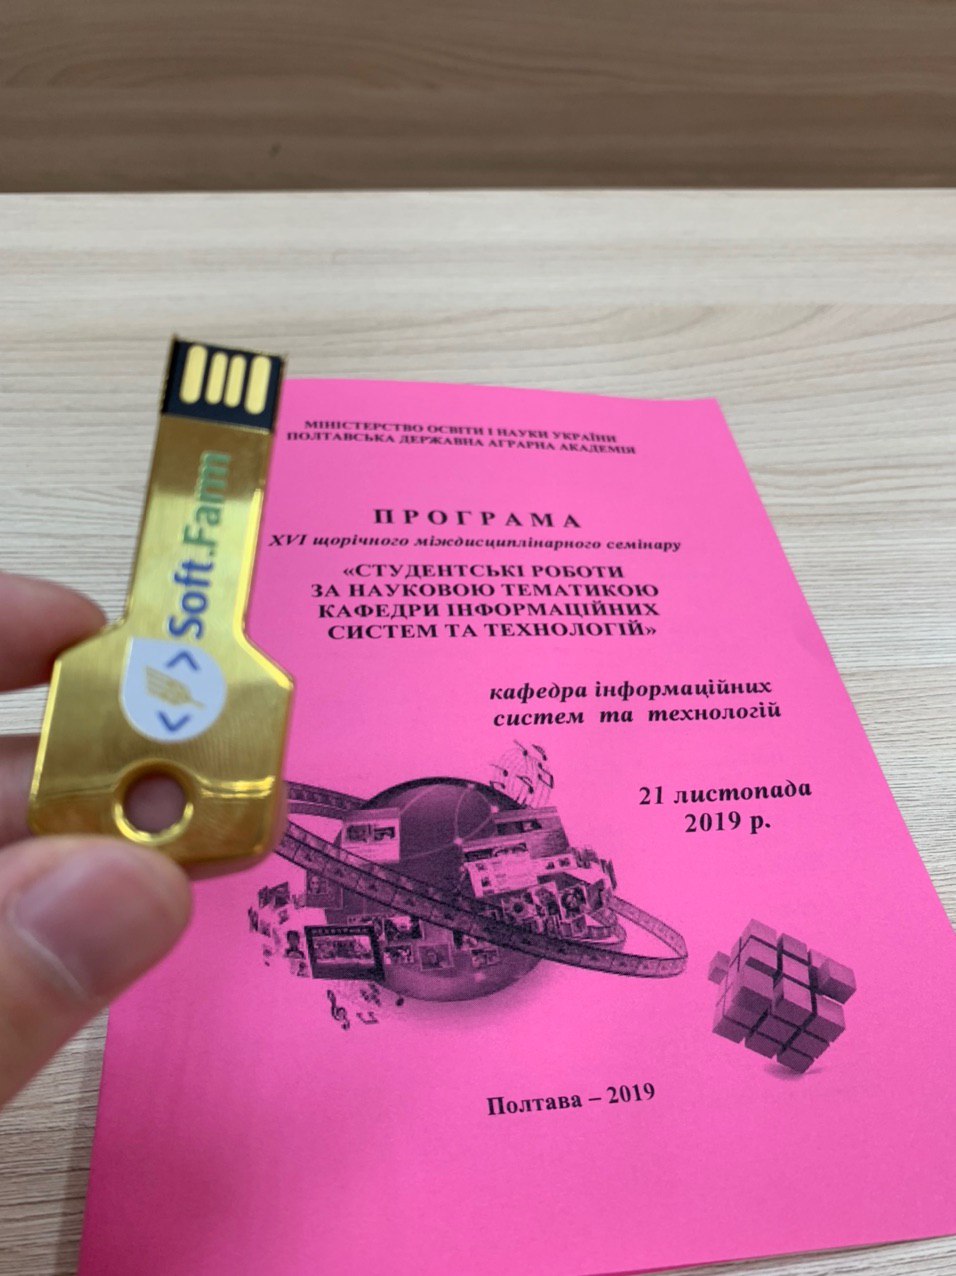 МІНІСТЕРСТВО ОСВІТИ І НАУКИ УКРАЇНИ
ПОЛТАВСЬКА ДЕРЖАВНА АГРАРНА АКАДЕМІЯ
ПРОГРАМА
XVI щорічного міждисциплінарного семінару
«СТУДЕНТСЬКІ РОБОТИ
ЗА НАУКОВОЮ ТЕМАТИКОЮ
КАФЕДРИ ІНФОРМАЦІЙНИХ
СИСТЕМ ТА ТЕХНОЛОГІЙ»
кафедра інформаційних
систем та технологій
21 листопада
2019 р.
Полтава – 2019
<> Soft.Farm